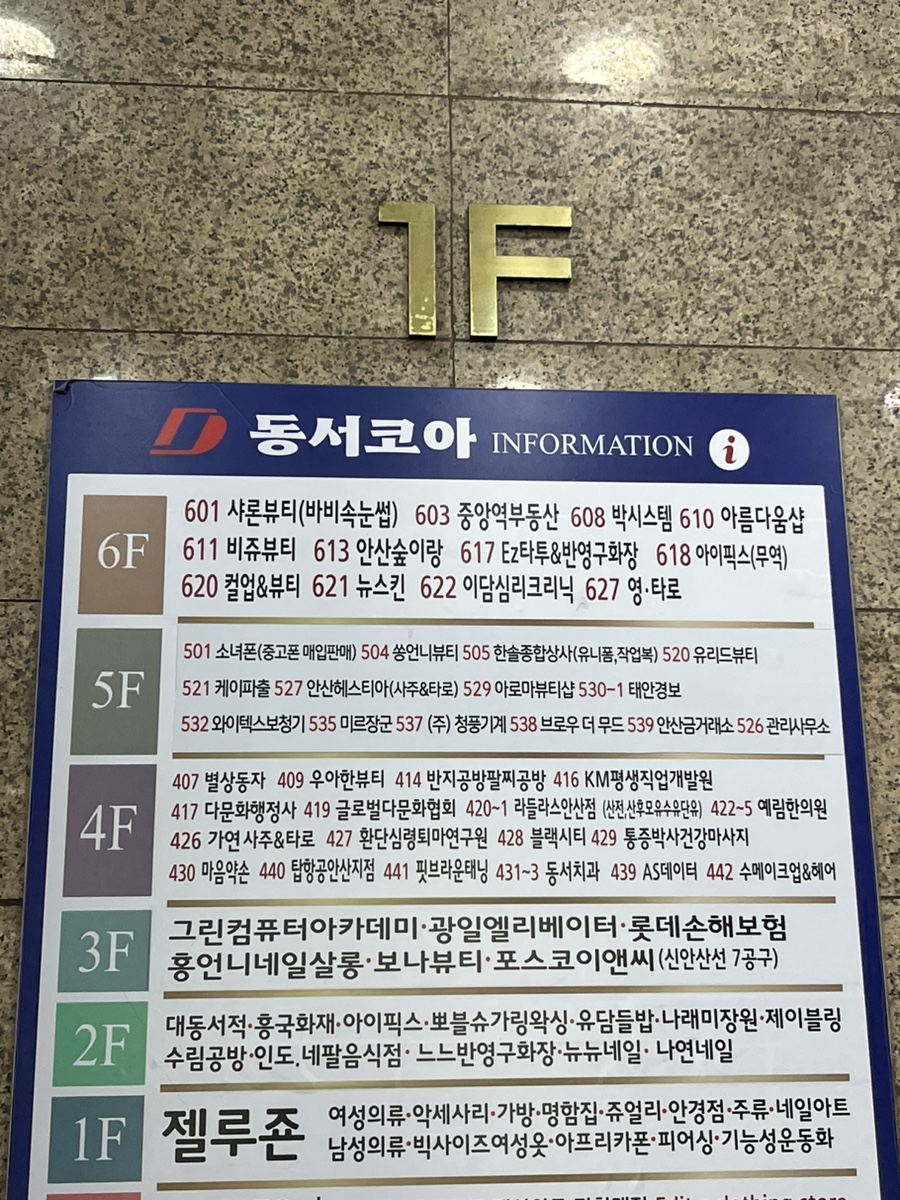 1F
동서코아 INFORMATION i
6F
601 샤론뷰티(바비속눈썹) 603 중앙역부동산 608 박시스템 610 아름다움샵
611 비쥬뷰티 613 안산숲이랑 617 Ez타투&반영구화장 618 아이픽스(무역)
620 컬업&뷰티 621 뉴스킨 622 이담심리크리닉 627 영·타로
5F
501 소녀폰(중고폰 매입판매) 504 쏭언니뷰티 505 한솔종합상사(유니폼,작업복) 520 유리드뷰티
521 케이파출 527 안산헤스티아(사주&타로) 529 아로마뷰티샵 530-1 태안경보
532 와이텍스보청기 535 미르장군 537 (주) 청풍기계 538 브로우 더 무드 539 안산금거래소 526 관리사무소
4F
407 별상동자 409 우아한뷰티 414 반지공방팔찌공방 416 KM평생직업개발원
417 다문화행정사 419 글로벌다문화협회 420~1 라들라스안산점 (산전,산후모유수유단유) 422~5 예림한의원
426 가연 사주&타로 427 환단심령퇴마연구원 428 블랙시티 429 통증박사건강마사지
430 마음약손 440 탑항공안산지점 441 핏브라운태닝 431~3 동서치과 439 AS데이터 442 수메이크업&헤어
3F
그린컴퓨터아카데미·광일엘리베이터·롯데손해보험
홍언니네일살롱·보나뷰티·포스코이앤씨(신안산선 7공구)
2F
대동서적·흥국화재·아이픽스·뽀블슈가링왁싱·유담들밥·나래미장원·제이블링
수림공방·인도.네팔음식점· 느느반영구화장·뉴뉴네일· 나연네일
1F
젤루죤
여성의류·악세사리·가방·명함집·쥬얼리·안경점·주류·네일아트
남성의류·빅사이즈여성옷·아프리카폰·피어싱·기능성운동화